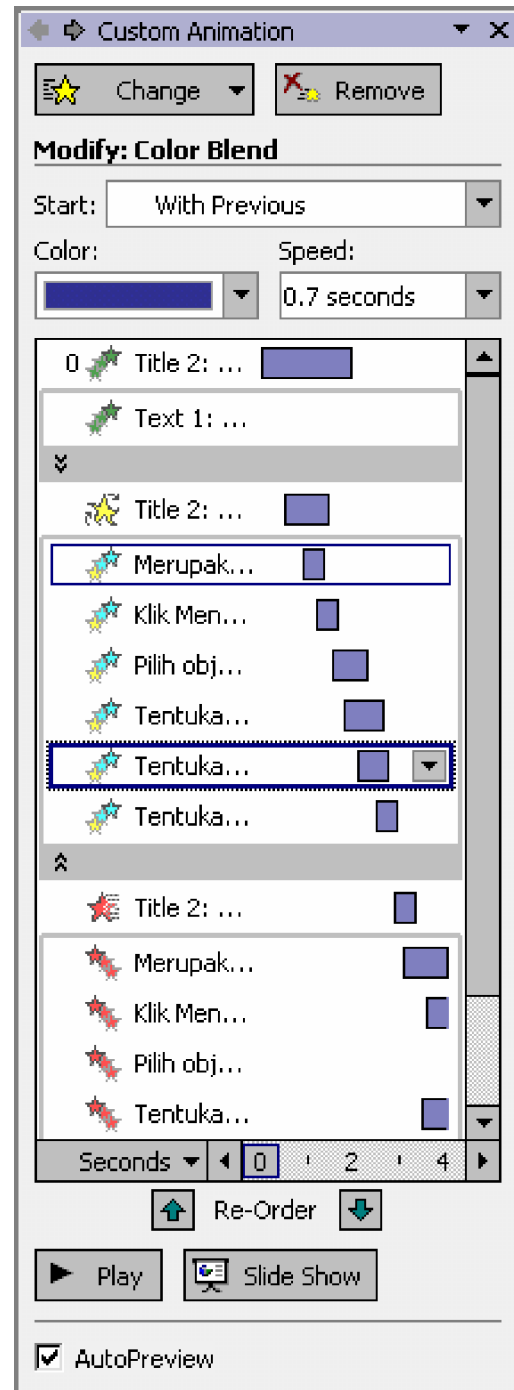 Custom Animation
Change Remove
Modify: Color Blend
Start: With Previous
Color: Speed:
0.7 seconds
0 Title 2: ...
Text 1: ...
Title 2: ...
Merupak...
Klik Men...
Pilih obj...
Tentuka...
Tentuka...
Tentuka...
Title 2: ...
Merupak...
Klik Men...
Pilih obj...
Tentuka...
Seconds 0 2 4
Re-Order
Play Slide Show
AutoPreview